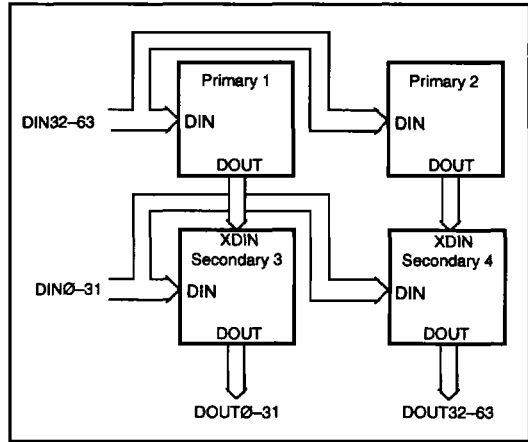 Primary 1
Primary 2
DIN32–63
DIN
DIN
DOUT
DOUT
XDIN
XDIN
Secondary 3
Secondary 4
DINØ–31
DIN
DIN
DOUT
DOUT
DOUTØ–31
DOUT32–63